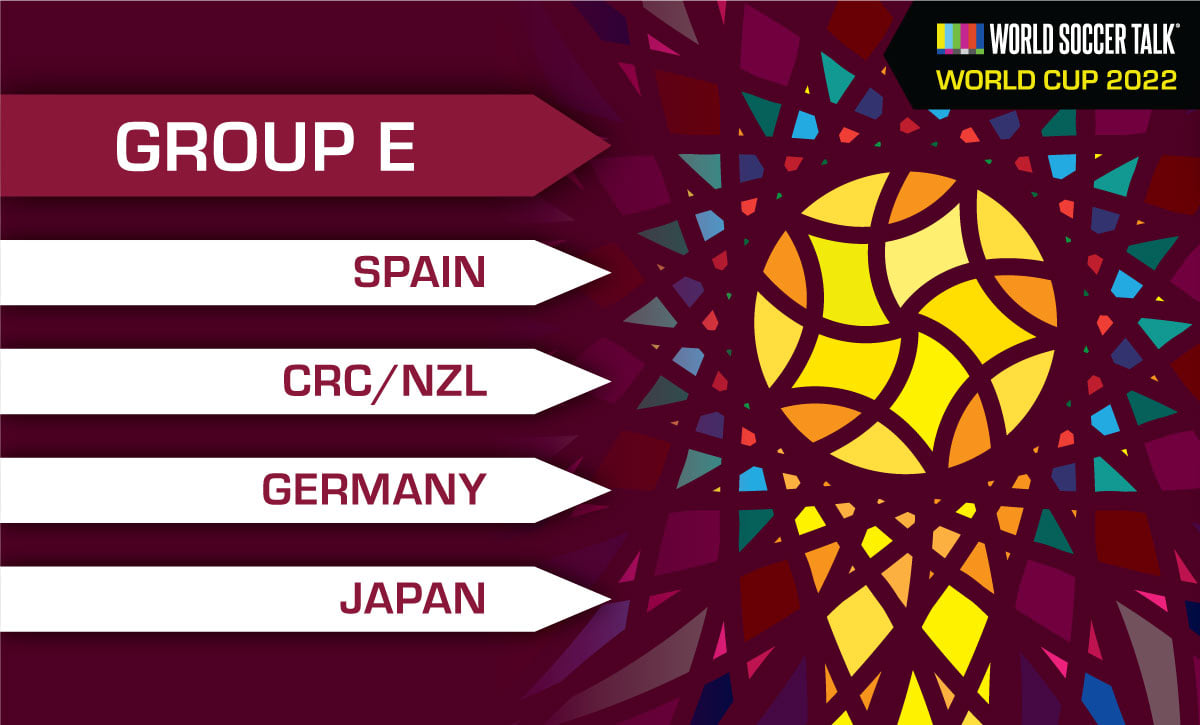 WORLD SOCCER TALK®
WORLD CUP 2022
GROUP E
SPAIN
CRC/NZL
GERMANY
JAPAN